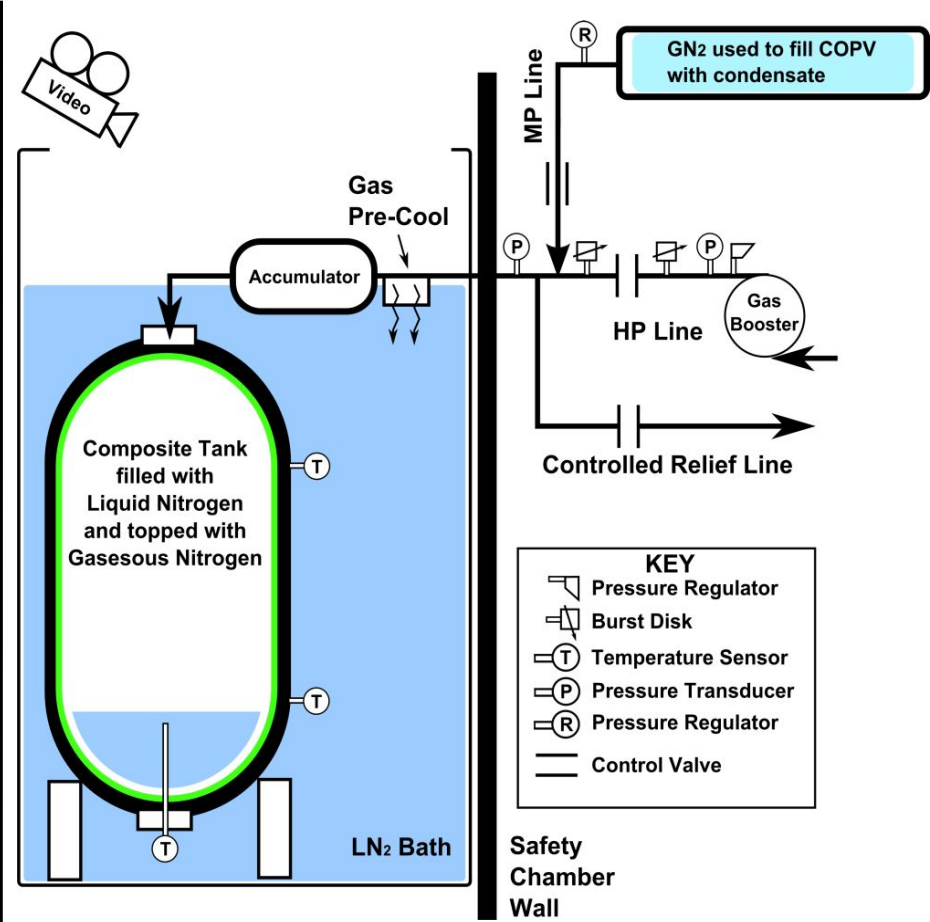 Video
GN2 used to fill COPV
with condensate
R
MP Line
Gas
Pre-Cool
Accumulator
P
P
Gas
Booster
HP Line
Controlled Relief Line
Composite Tank
filled with
Liquid Nitrogen
and topped with
Gasesous Nitrogen
T
T
T
LN2 Bath
Safety
Chamber
Wall
KEY
Pressure Regulator
Burst Disk
T Temperature Sensor
P Pressure Transducer
R Pressure Regulator
Control Valve